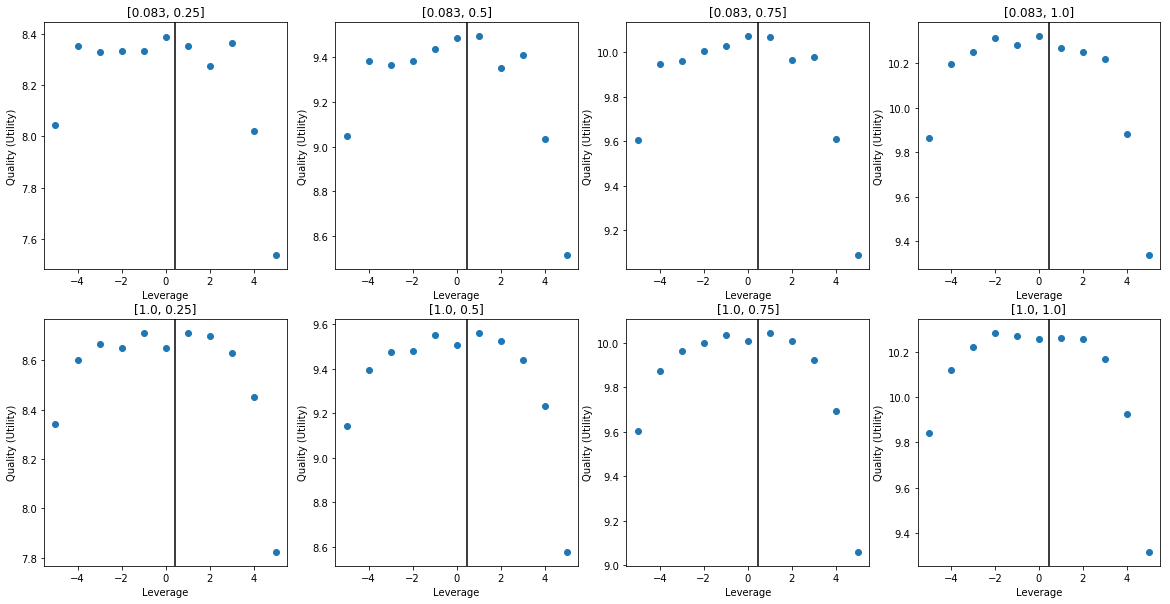 [0.083, 0.25]
8.4
8.2
8.0
7.8
7.6
Quality (Utility)
−4 −2 0 2 4
Leverage
[0.083, 0.5]
9.4
9.2
9.0
8.8
8.6
Quality (Utility)
−4 −2 0 2 4
Leverage
[0.083, 0.75]
10.0
9.8
9.6
9.4
9.2
Quality (Utility)
−4 −2 0 2 4
Leverage
[0.083, 1.0]
10.2
10.0
9.8
9.6
9.4
Quality (Utility)
−4 −2 0 2 4
Leverage
[1.0, 0.25]
8.6
8.4
8.2
8.0
7.8
Quality (Utility)
−4 −2 0 2 4
Leverage
[1.0, 0.5]
9.6
9.4
9.2
9.0
8.8
8.6
Quality (Utility)
−4 −2 0 2 4
Leverage
[1.0, 0.75]
10.0
9.8
9.6
9.4
9.2
9.0
Quality (Utility)
−4 −2 0 2 4
Leverage
[1.0, 1.0]
10.2
10.0
9.8
9.6
9.4
Quality (Utility)
−4 −2 0 2 4
Leverage